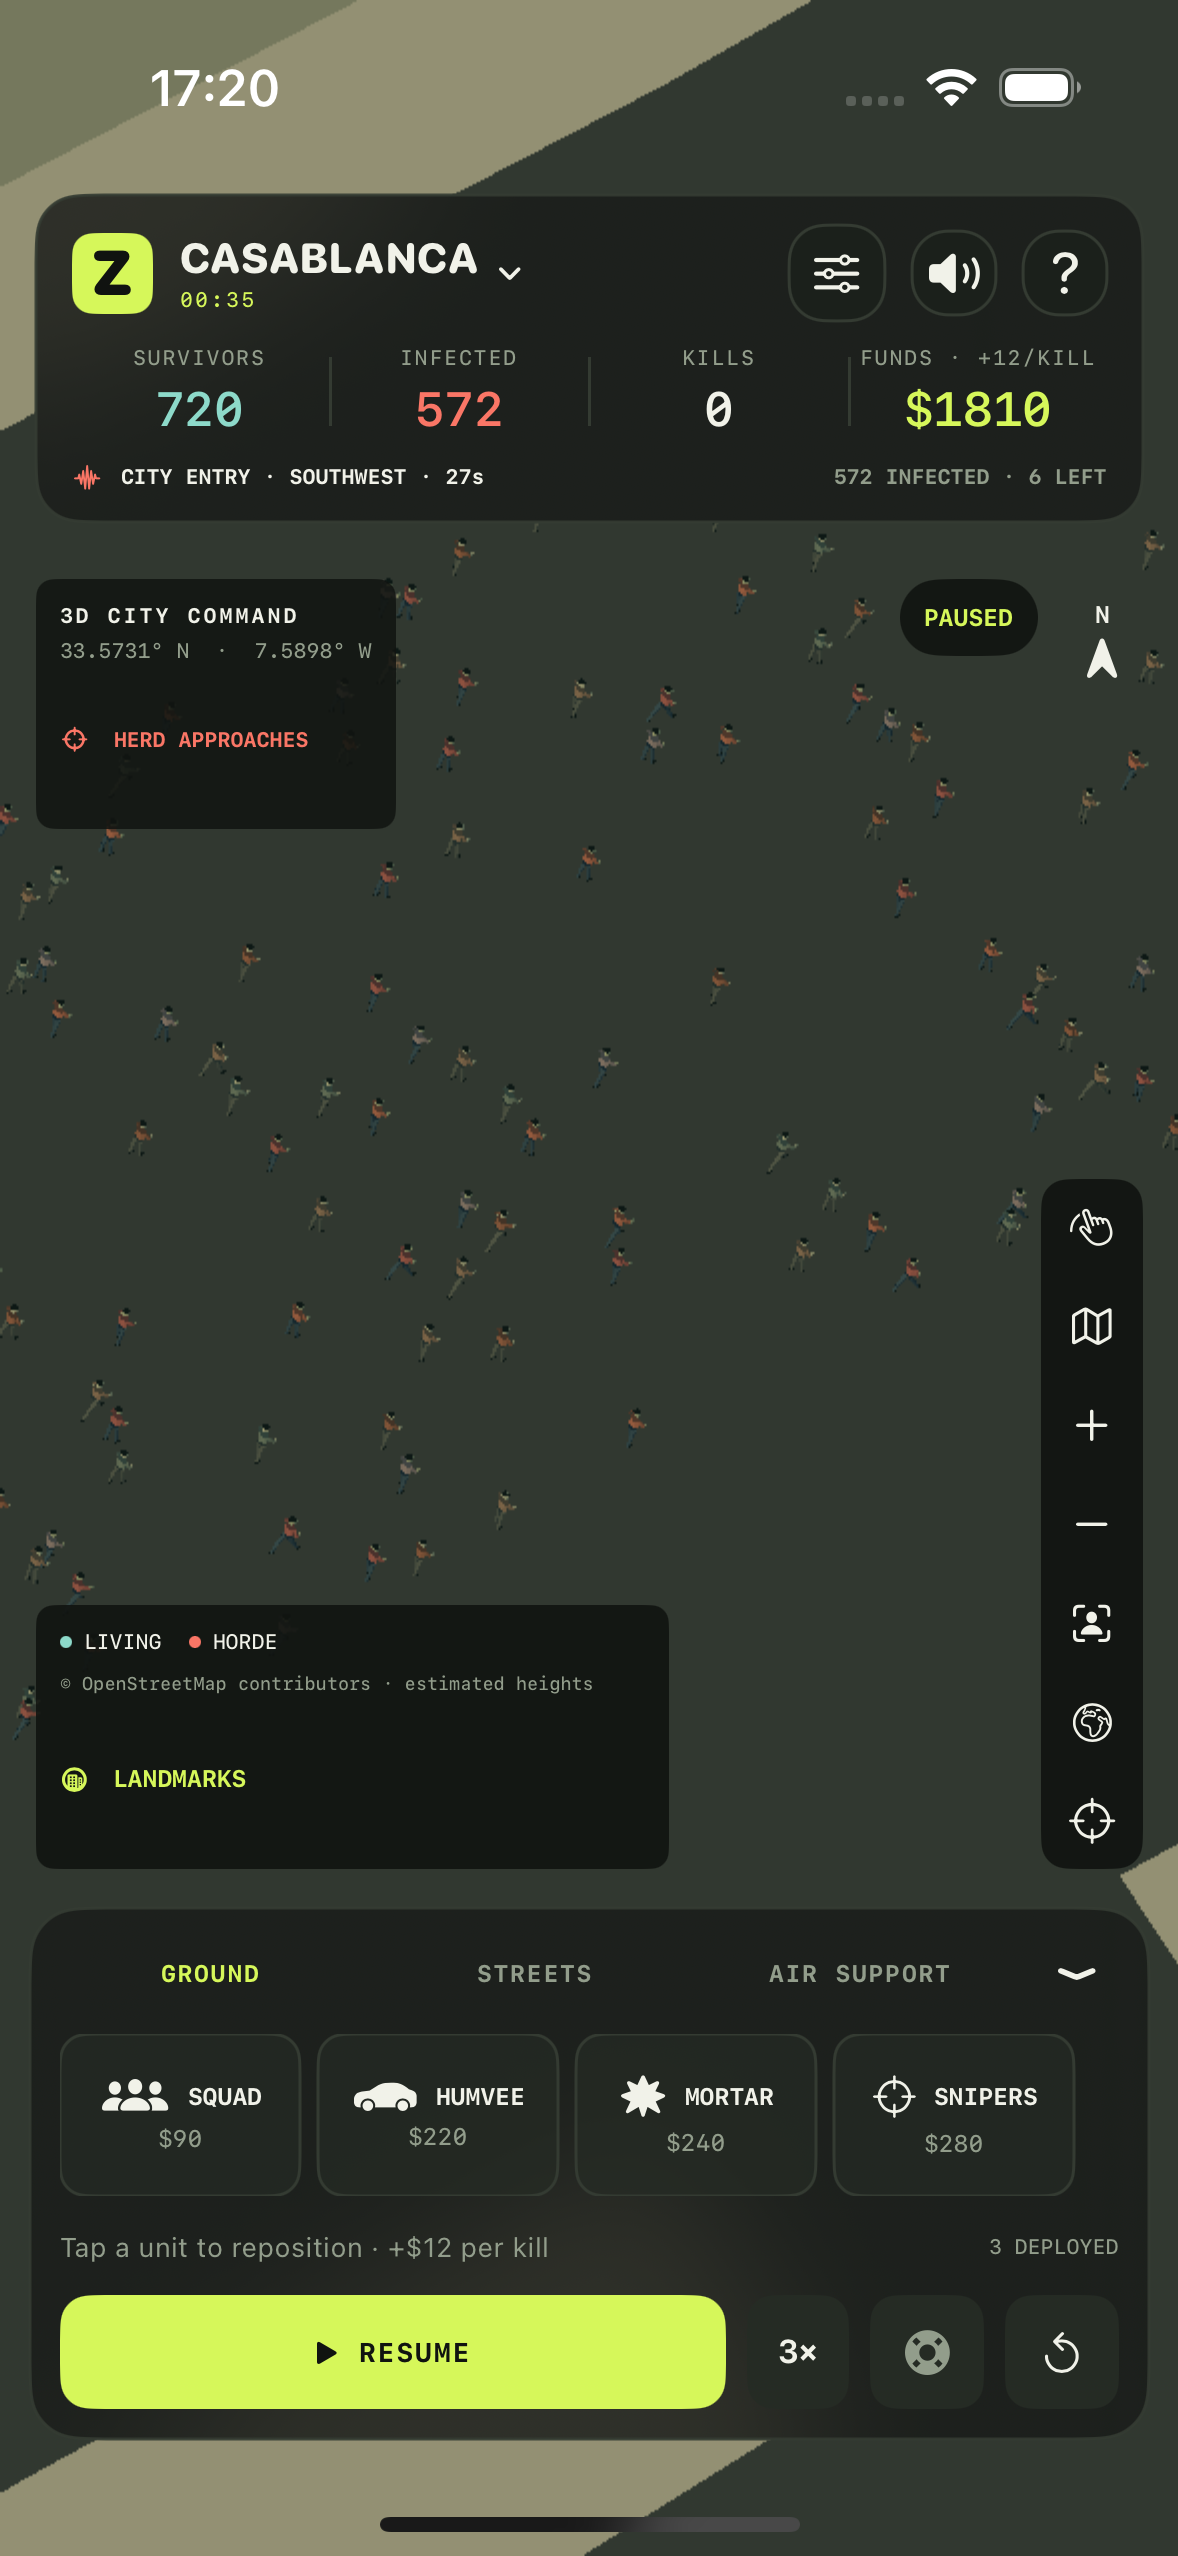 17:20
Z CASABLANCA
00:35
SURVIVORS INFECTED KILLS FUNDS · +12/KILL
720 572 0 $1810
CITY ENTRY · SOUTHWEST · 27s 572 INFECTED · 6 LEFT
3D CITY COMMAND
33.5731° N · 7.5898° W
PAUSED
N
HERD APPROACHES
LIVING HORDE
© OpenStreetMap contributors · estimated heights
LANDMARKS
GROUND STREETS AIR SUPPORT
SQUAD HUMVEE MORTAR SNIPERS
$90 $220 $240 $280
Tap a unit to reposition · +$12 per kill 3 DEPLOYED
RESUME 3×